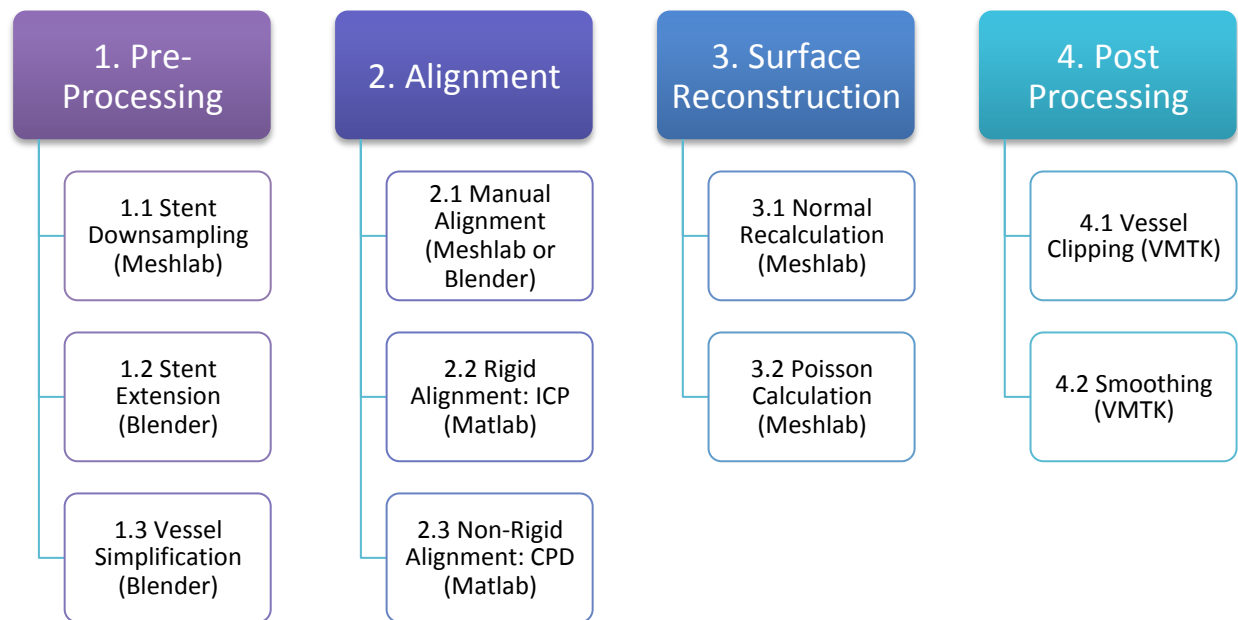 1. Pre-
Processing
1.1 Stent
Downsampling
(Meshlab)
1.2 Stent
Extension
(Blender)
1.3 Vessel
Simplification
(Blender)
2. Alignment
2.1 Manual
Alignment
(Meshlab or
Blender)
2.2 Rigid
Alignment: ICP
(Matlab)
2.3 Non-Rigid
Alignment: CPD
(Matlab)
3. Surface
Reconstruction
3.1 Normal
Recalculation
(Meshlab)
3.2 Poisson
Calculation
(Meshlab)
4. Post
Processing
4.1 Vessel
Clipping (VMTK)
4.2 Smoothing
(VMTK)